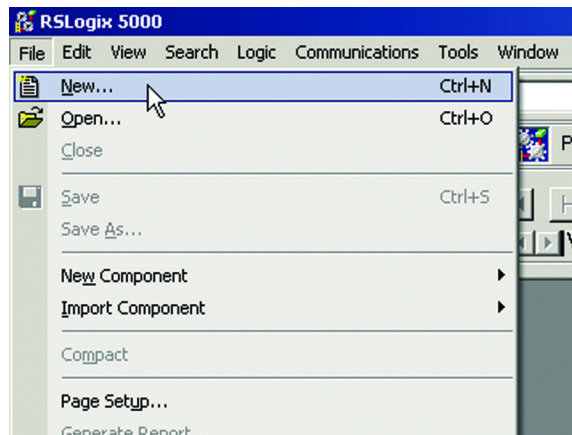 RSLogix 5000
File Edit View Search Logic Communications Tools Window
New... Ctrl+N
Open... Ctrl+O
Close
Save Ctrl+S
Save As...
New Component
Import Component
Compact
Page Setup...
Generate Report